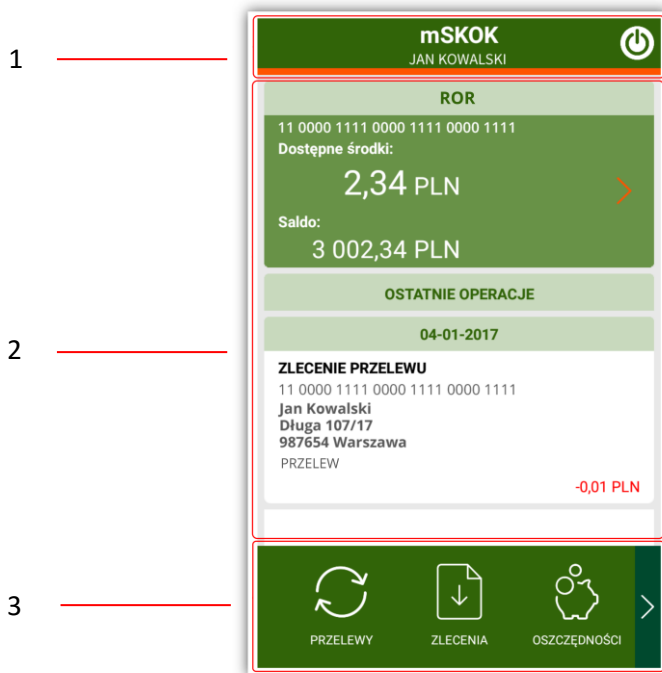 1
mSKOK
JAN KOWALSKI
ROR
11 0000 1111 0000 1111 0000 1111
Dostępne środki:
2,34 PLN
Saldo:
3 002,34 PLN
OSTATNIE OPERACJE
2
04-01-2017
ZLECENIE PRZELEWU
11 0000 1111 0000 1111 0000 1111
Jan Kowalski
Długa 107/17
987654 Warszawa
PRZELEW
-0,01 PLN
3
PRZELEWY ZLECENIA OSZCZĘDNOŚCI